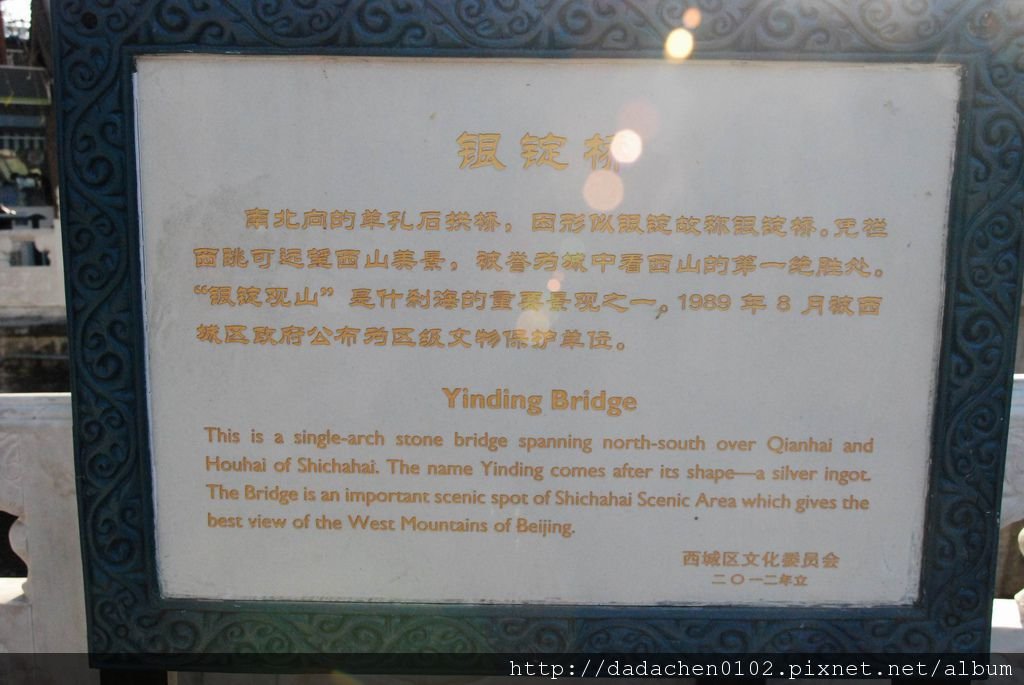 银锭桥
南北向的单孔石拱桥，因形似银锭故称银锭桥。凭栏
西眺可远望西山美景，被誉为城中看西山的第一绝胜处。
“银锭观山”是什刹海的重要景观之一。1989 年 8 月被西
城区政府公布为区级文物保护单位。
Yinding Bridge
This is a single-arch stone bridge spanning north-south over Qianhai and
Houhai of Shichahai. The name Yinding comes after its shape—a silver ingot.
The Bridge is an important scenic spot of Shichahai Scenic Area which gives the
best view of the West Mountains of Beijing.
西城区文化委员会
二〇一二年立
http://dadachen0102.pixnet.net/album